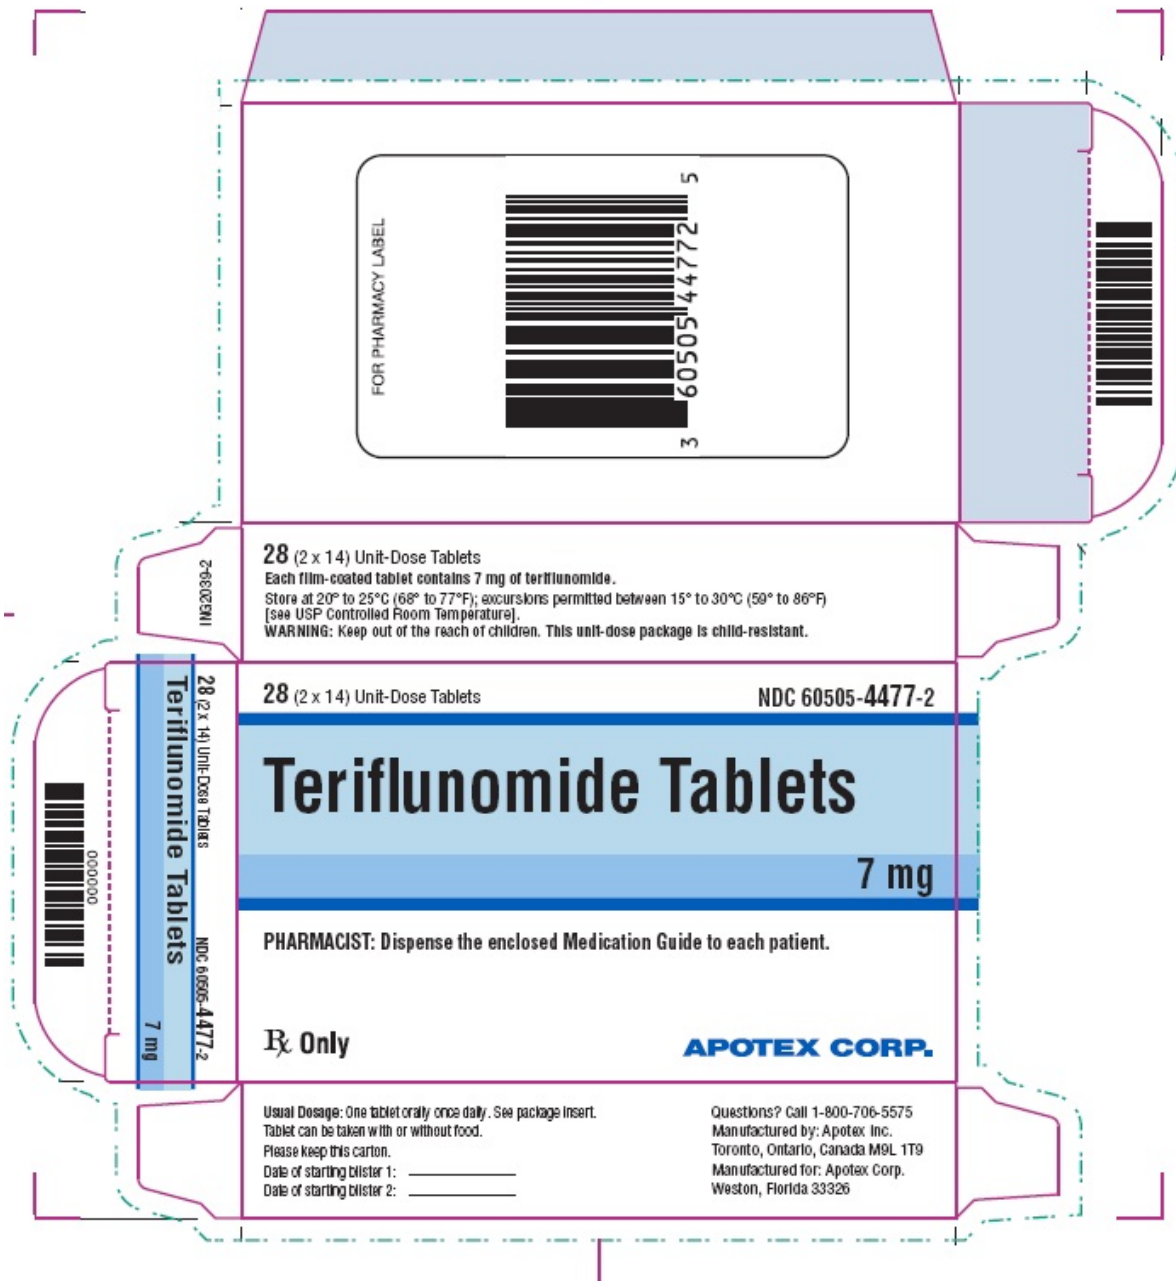 FOR PHARMACY LABEL
3 60505 44772 5
28 (2 x 14) Unit-Dose Tablets
Each film-coated tablet contains 7 mg of teriflunomide.
Store at 20° to 25°C (68° to 77°F); excursions permitted between 15° to 30°C (59° to 86°F)
[see USP Controlled Room Temperature].
WARNING: Keep out of the reach of children. This unit-dose package is child-resistant.
IN52039-2
28 (2 x 14) Unit-Dose Tablets
NDC 60505-4477-2
Teriflunomide Tablets
7 mg
000000
28 (2 x 14) Unit-Dose Tablets NDC 60505-4477-2
Teriflunomide Tablets
7 mg
PHARMACIST: Dispense the enclosed Medication Guide to each patient.
Rx Only
APOTEX CORP.
Usual Dosage: One tablet orally once daily. See package insert.
Tablet can be taken with or without food.
Please keep this carton.
Date of starting blister 1:
Date of starting blister 2:
Questions? Call 1-800-706-5575
Manufactured by: Apotex Inc.
Toronto, Ontario, Canada M9L 1T9
Manufactured for: Apotex Corp.
Weston, Florida 33326